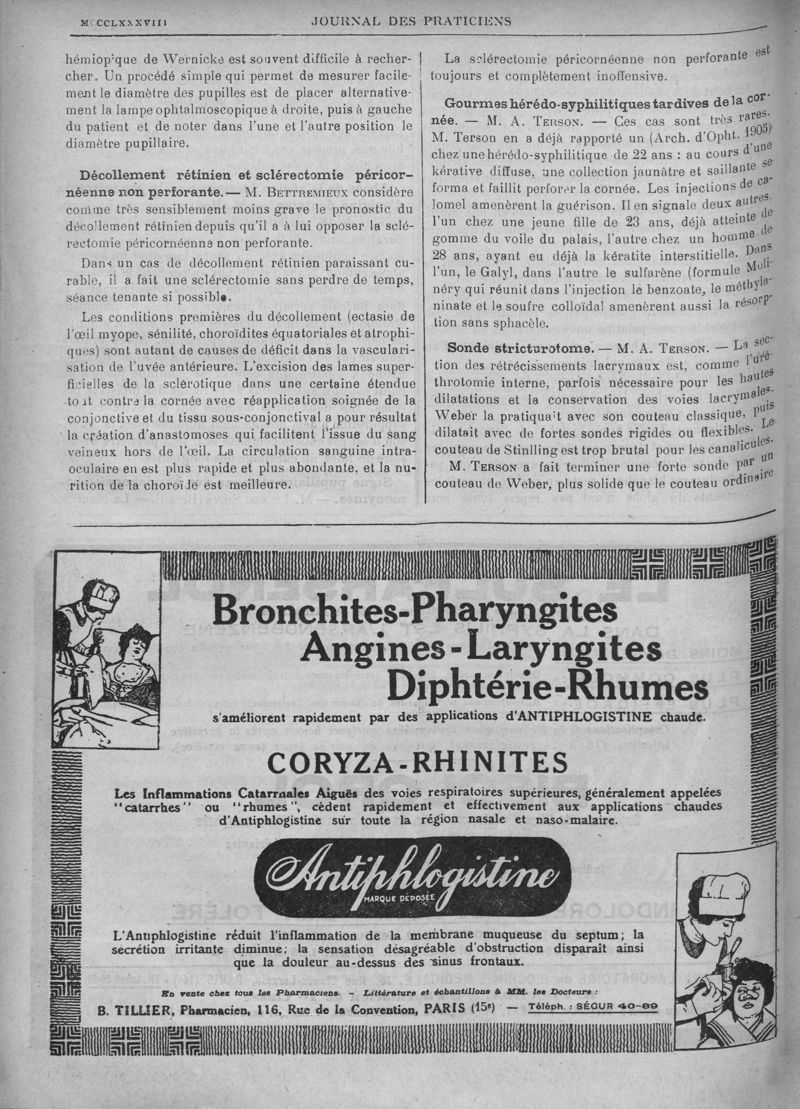 M CCLXXXVIII
JOURNAL DES PRATICIENS
hémiopique de Wernicke est souvent difficile à recher-
cher. Un procédé simple qui permet de mesurer facile-
ment le diamètre des pupilles est de placer alternative-
ment la lampe ophtalmoscopique à droite, puis à gauche
du patient et de noter dans l'une et l'autre position le
diamètre pupillaire.
Décollement rétinien et sclérectomie péricor-
néenne non perforante. — M. BETTREMIEUX considère
comme très sensiblement moins grave le pronostic du
décollement rétinien depuis qu'il a à lui opposer la sclé-
rectomie péricornéenne non perforante.
Dans un cas de décollement rétinien paraissant cu-
rable, il a fait une sclérectomie sans perdre de temps,
séance tenante si possible.
Les conditions premières du décollement (ectasie de
l'œil myope, sénilité, choroïdites équatoriales et atrophi-
ques) sont autant de causes de déficit dans la vasculari-
sation de l'uvée antérieure. L'excision des lames super-
ficielles de la sclérotique dans une certaine étendue
tout contre la cornée avec réapplication soignée de la
conjonctive et du tissu sous-conjonctival a pour résultat
la création d'anastomoses qui facilitent l'issue du sang
veineux hors de l'œil. La circulation sanguine intra-
oculaire en est plus rapide et plus abondante, et la nu-
rition de la choroïde est meilleure.
La sclérectomie péricornéenne non perforante est
toujours et complètement inoffensive.
Gourmes hérédo-syphilitiques tardives de la cor-
née. — M. A. TERSON. — Ces cas sont très rares.
M. Terson en a déjà rapporté un (Arch. d'Opht. 1905)
chez une hérédo-syphilitique de 22 ans : au cours d'une
kérative diffuse, une collection jaunâtre et saillante se
forma et faillit perforer la cornée. Les injections de ca-
lomel amenèrent la guérison. Il en signale deux autres,
l'un chez une jeune fille de 23 ans, déjà atteinte de
gomme du voile du palais, l'autre chez un homme de
28 ans, ayant eu déjà la kératite interstitielle. Dans
l'un, le Galyl, dans l'autre le sulfarène (formule Moli-
néry qui réunit dans l'injection le benzoate, le méthyla-
ninate et le soufre colloïdal amenèrent aussi la résorp-
tion sans sphacèle.
Sonde stricturotome. — M. A. TERSON. — La sec-
tion des rétrécissements lacrymaux est, comme l'uré-
throtomie interne, parfois nécessaire pour les hautes
dilatations et la conservation des voies lacrymales.
Weber la pratiquait avec son couteau classique, puis
dilatait avec de fortes sondes rigides ou flexibles. Le
couteau de Stinlling est trop brutal pour les canalicules.
M. TERSON a fait terminer une forte sonde par un
couteau de Weber, plus solide que le couteau ordinaire
Bronchites-Pharyngites
Angines-Laryngites
Diphtérie-Rhumes
s'améliorent rapidement par des applications d'ANTIPHLOGISTINE chaude.
CORYZA-RHINITES
Les Inflammations Catarrhales Aiguës des voies respiratoires supérieures, généralement appelées
"catarrhes" ou "rhumes", cèdent rapidement et effectivement aux applications chaudes
d'Antiphlogistine sur toute la région nasale et naso-malaire.
Antiphlogistine
MARQUE DÉPOSÉE
L'Antiphlogistine réduit l'inflammation de la membrane muqueuse du septum; la
secrétion irritante diminue; la sensation désagréable d'obstruction disparaît ainsi
que la douleur au-dessus des sinus frontaux.
En vente chez tous les Pharmaciens. - Littérature et échantillons à MM. les Docteurs :
B. TILLIER, Pharmacien, 116, Rue de la Convention, PARIS (15e) — Téléph. : SÉGUR 40-89